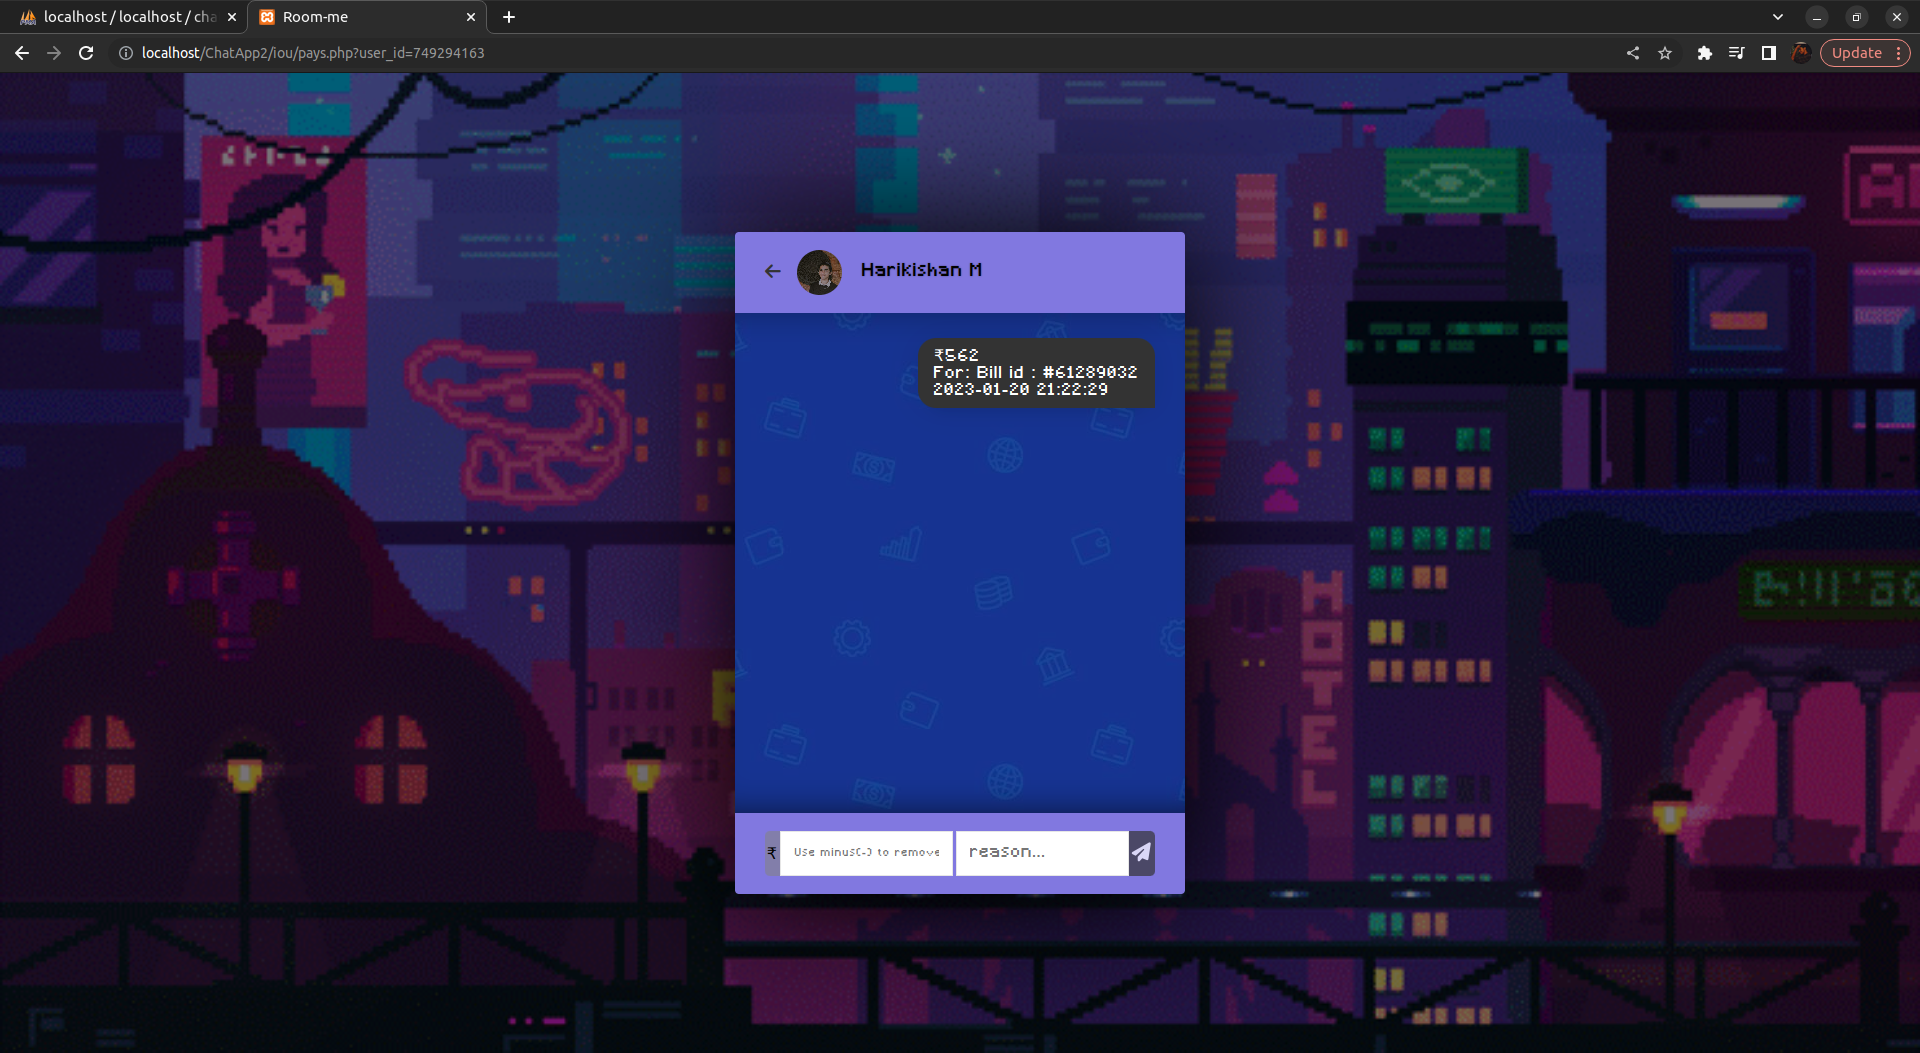 localhost / localhost / cha
Room-me
localhost/ChatApp2/iou/pays.php?user_id=749294163
Update
Harikishan M
₹562
For: Bill id : #61289032
2023-01-20 21:22:29
HOTEL
₹
Use minus(-) to remove
reason...